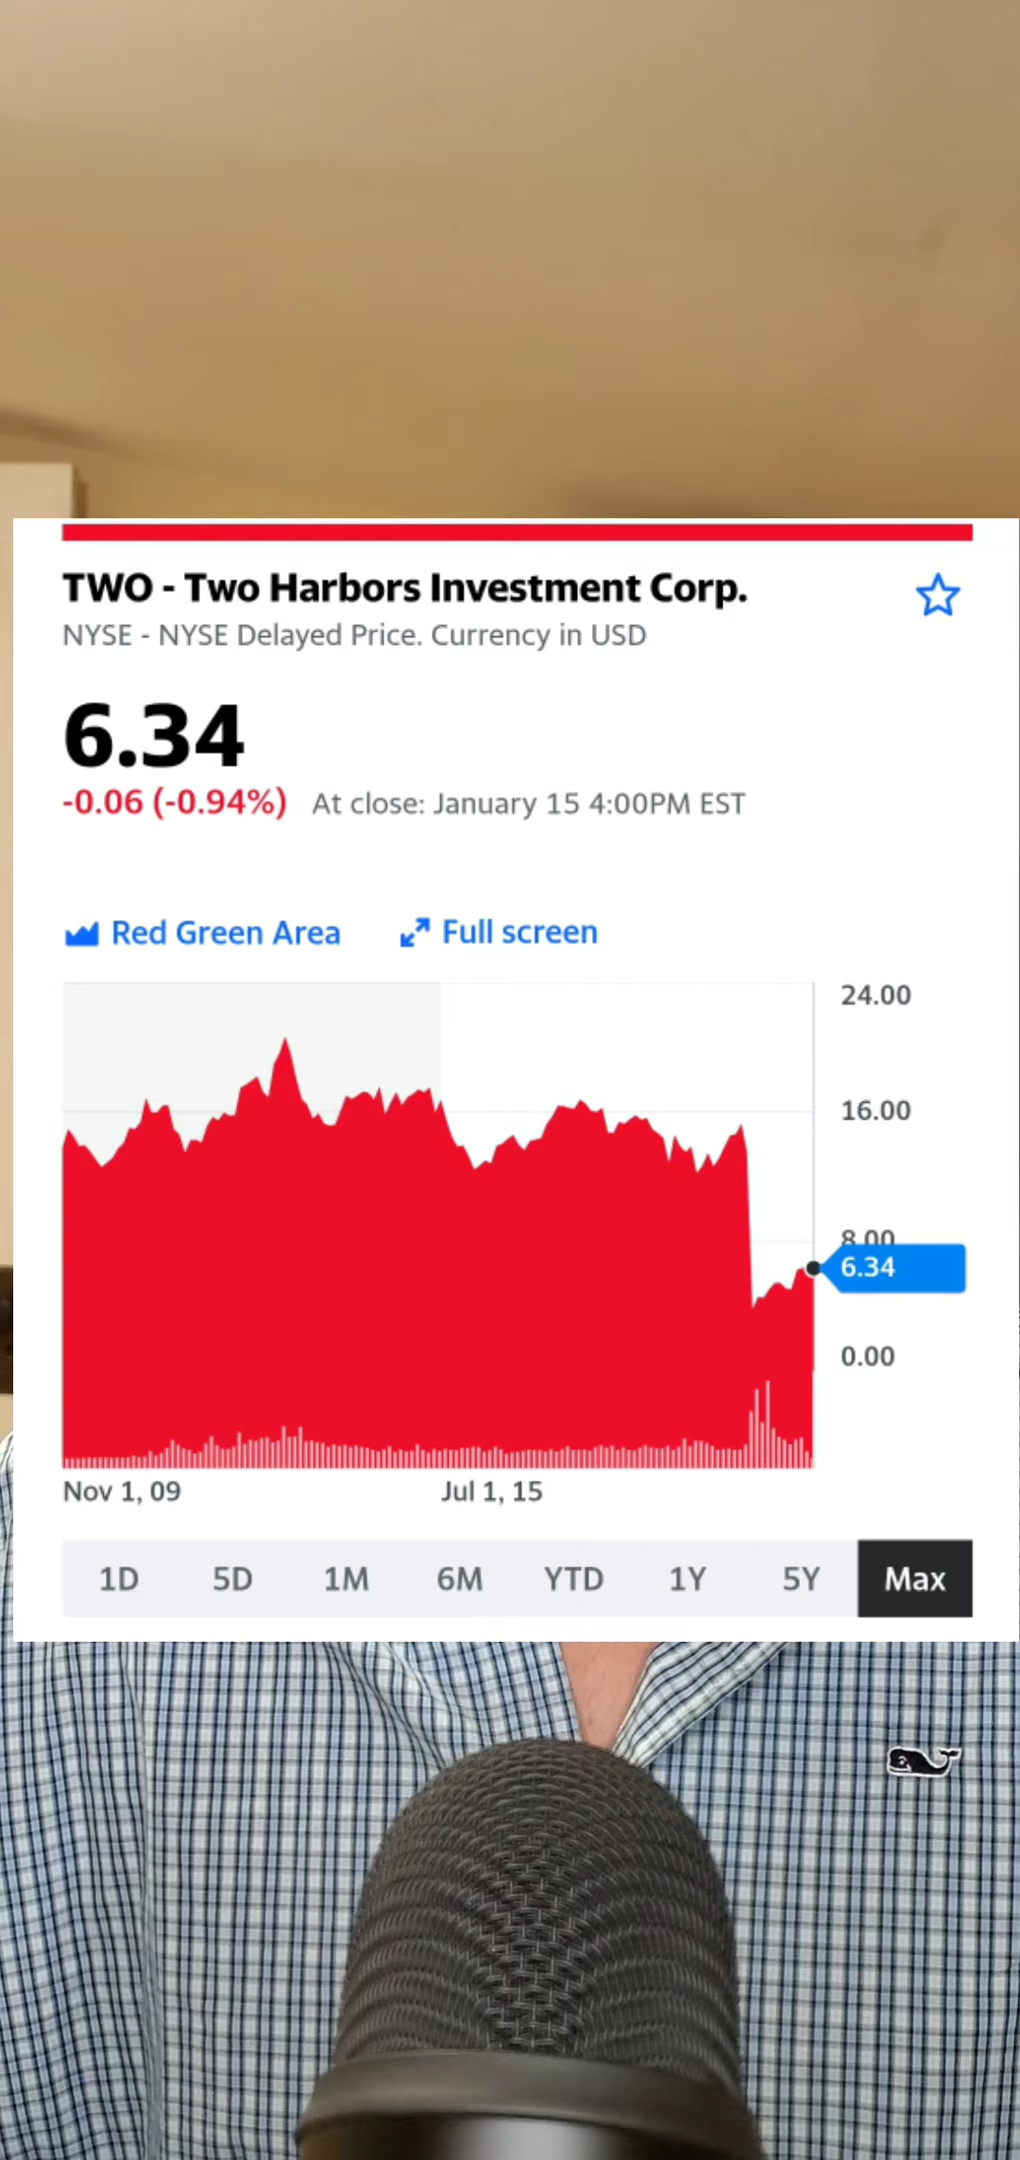 TWO - Two Harbors Investment Corp.
NYSE - NYSE Delayed Price. Currency in USD
6.34
-0.06 (-0.94%) At close: January 15 4:00PM EST
Red Green Area Full screen
24.00
16.00
8.00
6.34
0.00
Nov 1, 09 Jul 1, 15
1D 5D 1M 6M YTD 1Y 5Y Max